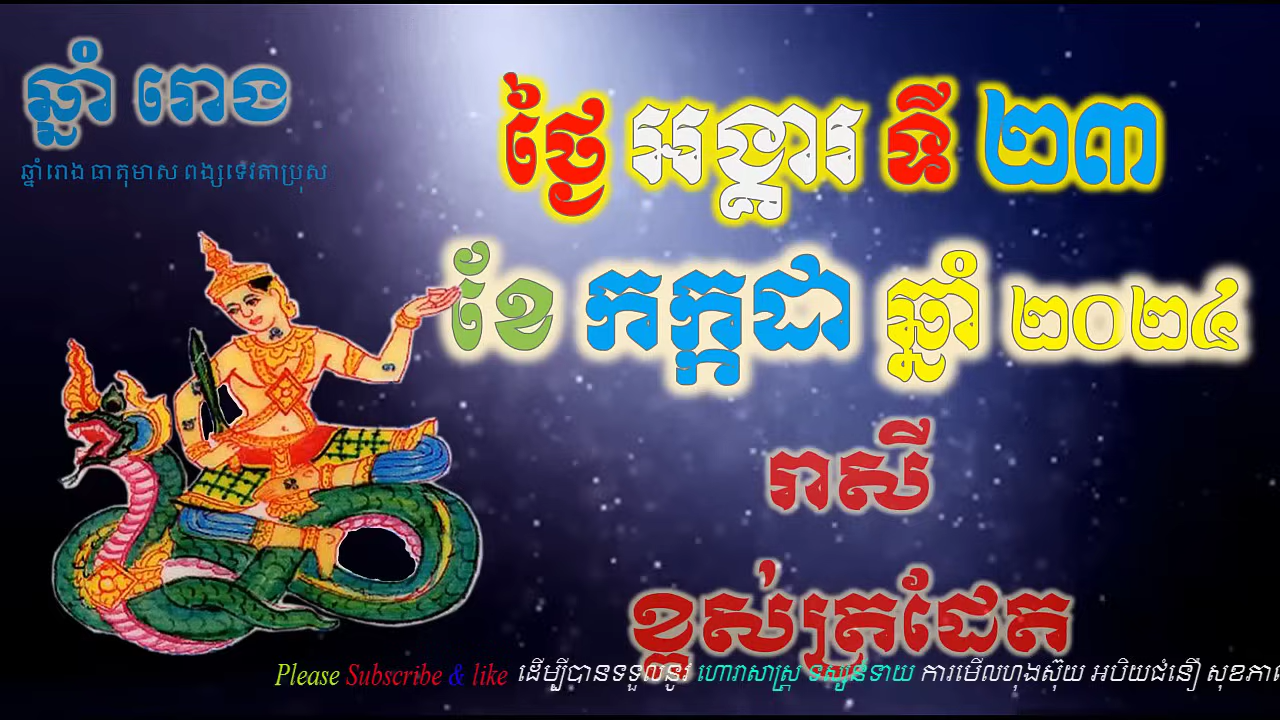 ឆ្នាំ រោង
ឆ្នាំ រោង ធាតុមាស ពង្សទេវតាប្រុស
ថ្ងៃ អង្គារ ទី ២៣
ខែ កក្កដា ឆ្នាំ ២០២៤
រាសី
ខ្ពស់ត្រដែត
Please Subscribe & like ដើម្បីបានទទួលនូវ ហោរាសាស្ត្រ ទស្សន៍ទាយ ការមើលហុងស៊ុយ អបិយជំនឿ